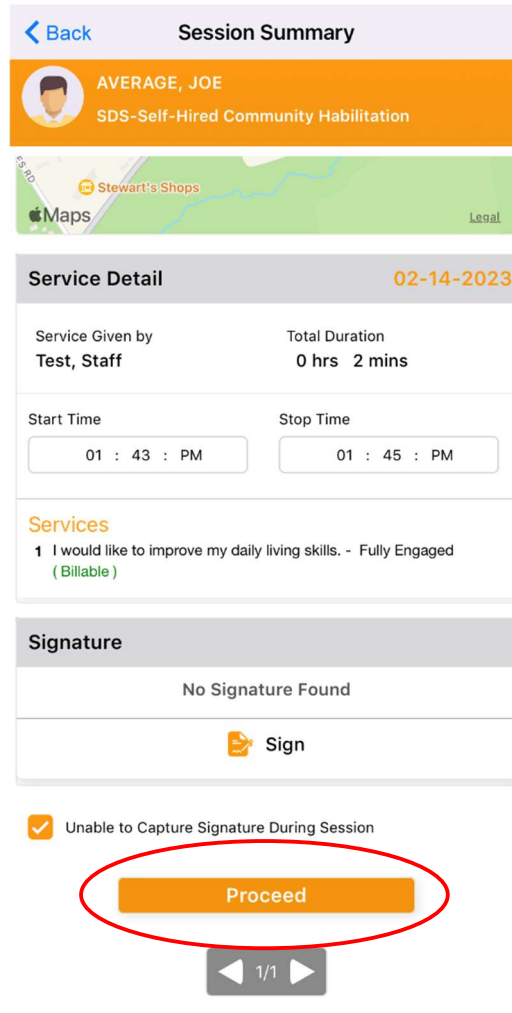 Back Session Summary
AVERAGE, JOE
SDS-Self-Hired Community Habilitation
ES RD
Stewart's Shops
Maps
Legal
Service Detail 02-14-2023
Service Given by Total Duration
Test, Staff 0 hrs 2 mins
Start Time Stop Time
01 : 43 : PM 01 : 45 : PM
Services
1 I would like to improve my daily living skills. - Fully Engaged
( Billable )
Signature
No Signature Found
Sign
Unable to Capture Signature During Session
Proceed
1/1